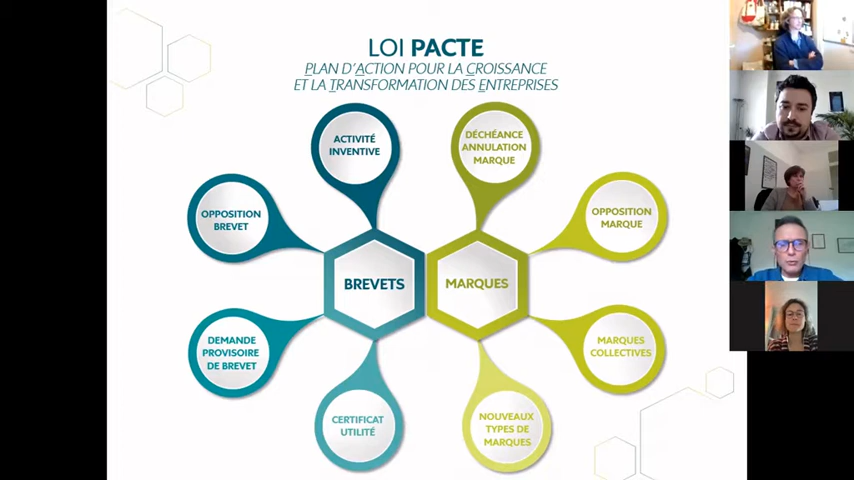 LOI PACTE
PLAN D'ACTION POUR LA CROISSANCE
ET LA TRANSFORMATION DES ENTREPRISES
ACTIVITÉ
INVENTIVE
DÉCHÉANCE
ANNULATION
MARQUE
OPPOSITION
BREVET
OPPOSITION
MARQUE
BREVETS
MARQUES
DEMANDE
PROVISOIRE
DE BREVET
MARQUES
COLLECTIVES
CERTIFICAT
UTILITÉ
NOUVEAUX
TYPES DE
MARQUES